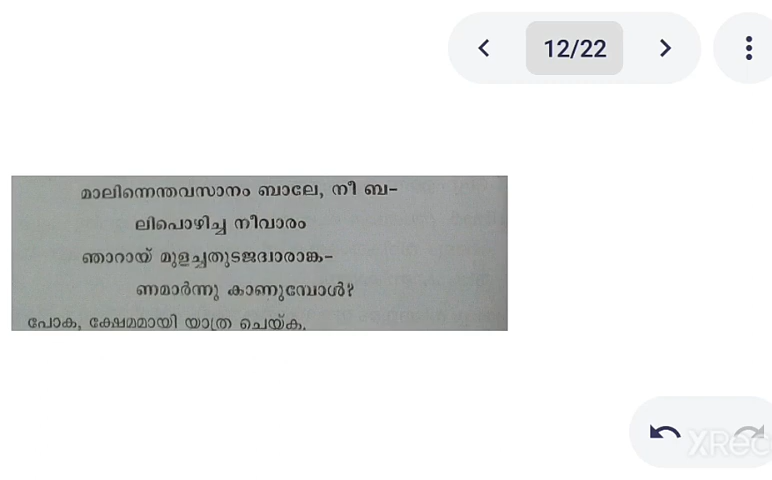 12/22
മാലിന്നെന്തവസാനം ബാലേ, നീ ബ-
ലിപൊഴിച്ച നീവാരം
ഞാറായ് മുളച്ചതുടജദ്വാരാങ്ക-
ണമാർന്നു കാണുമ്പോൾ?
പോക, ക്ഷേമമായി യാത്ര ചെയ്ക.
XRec